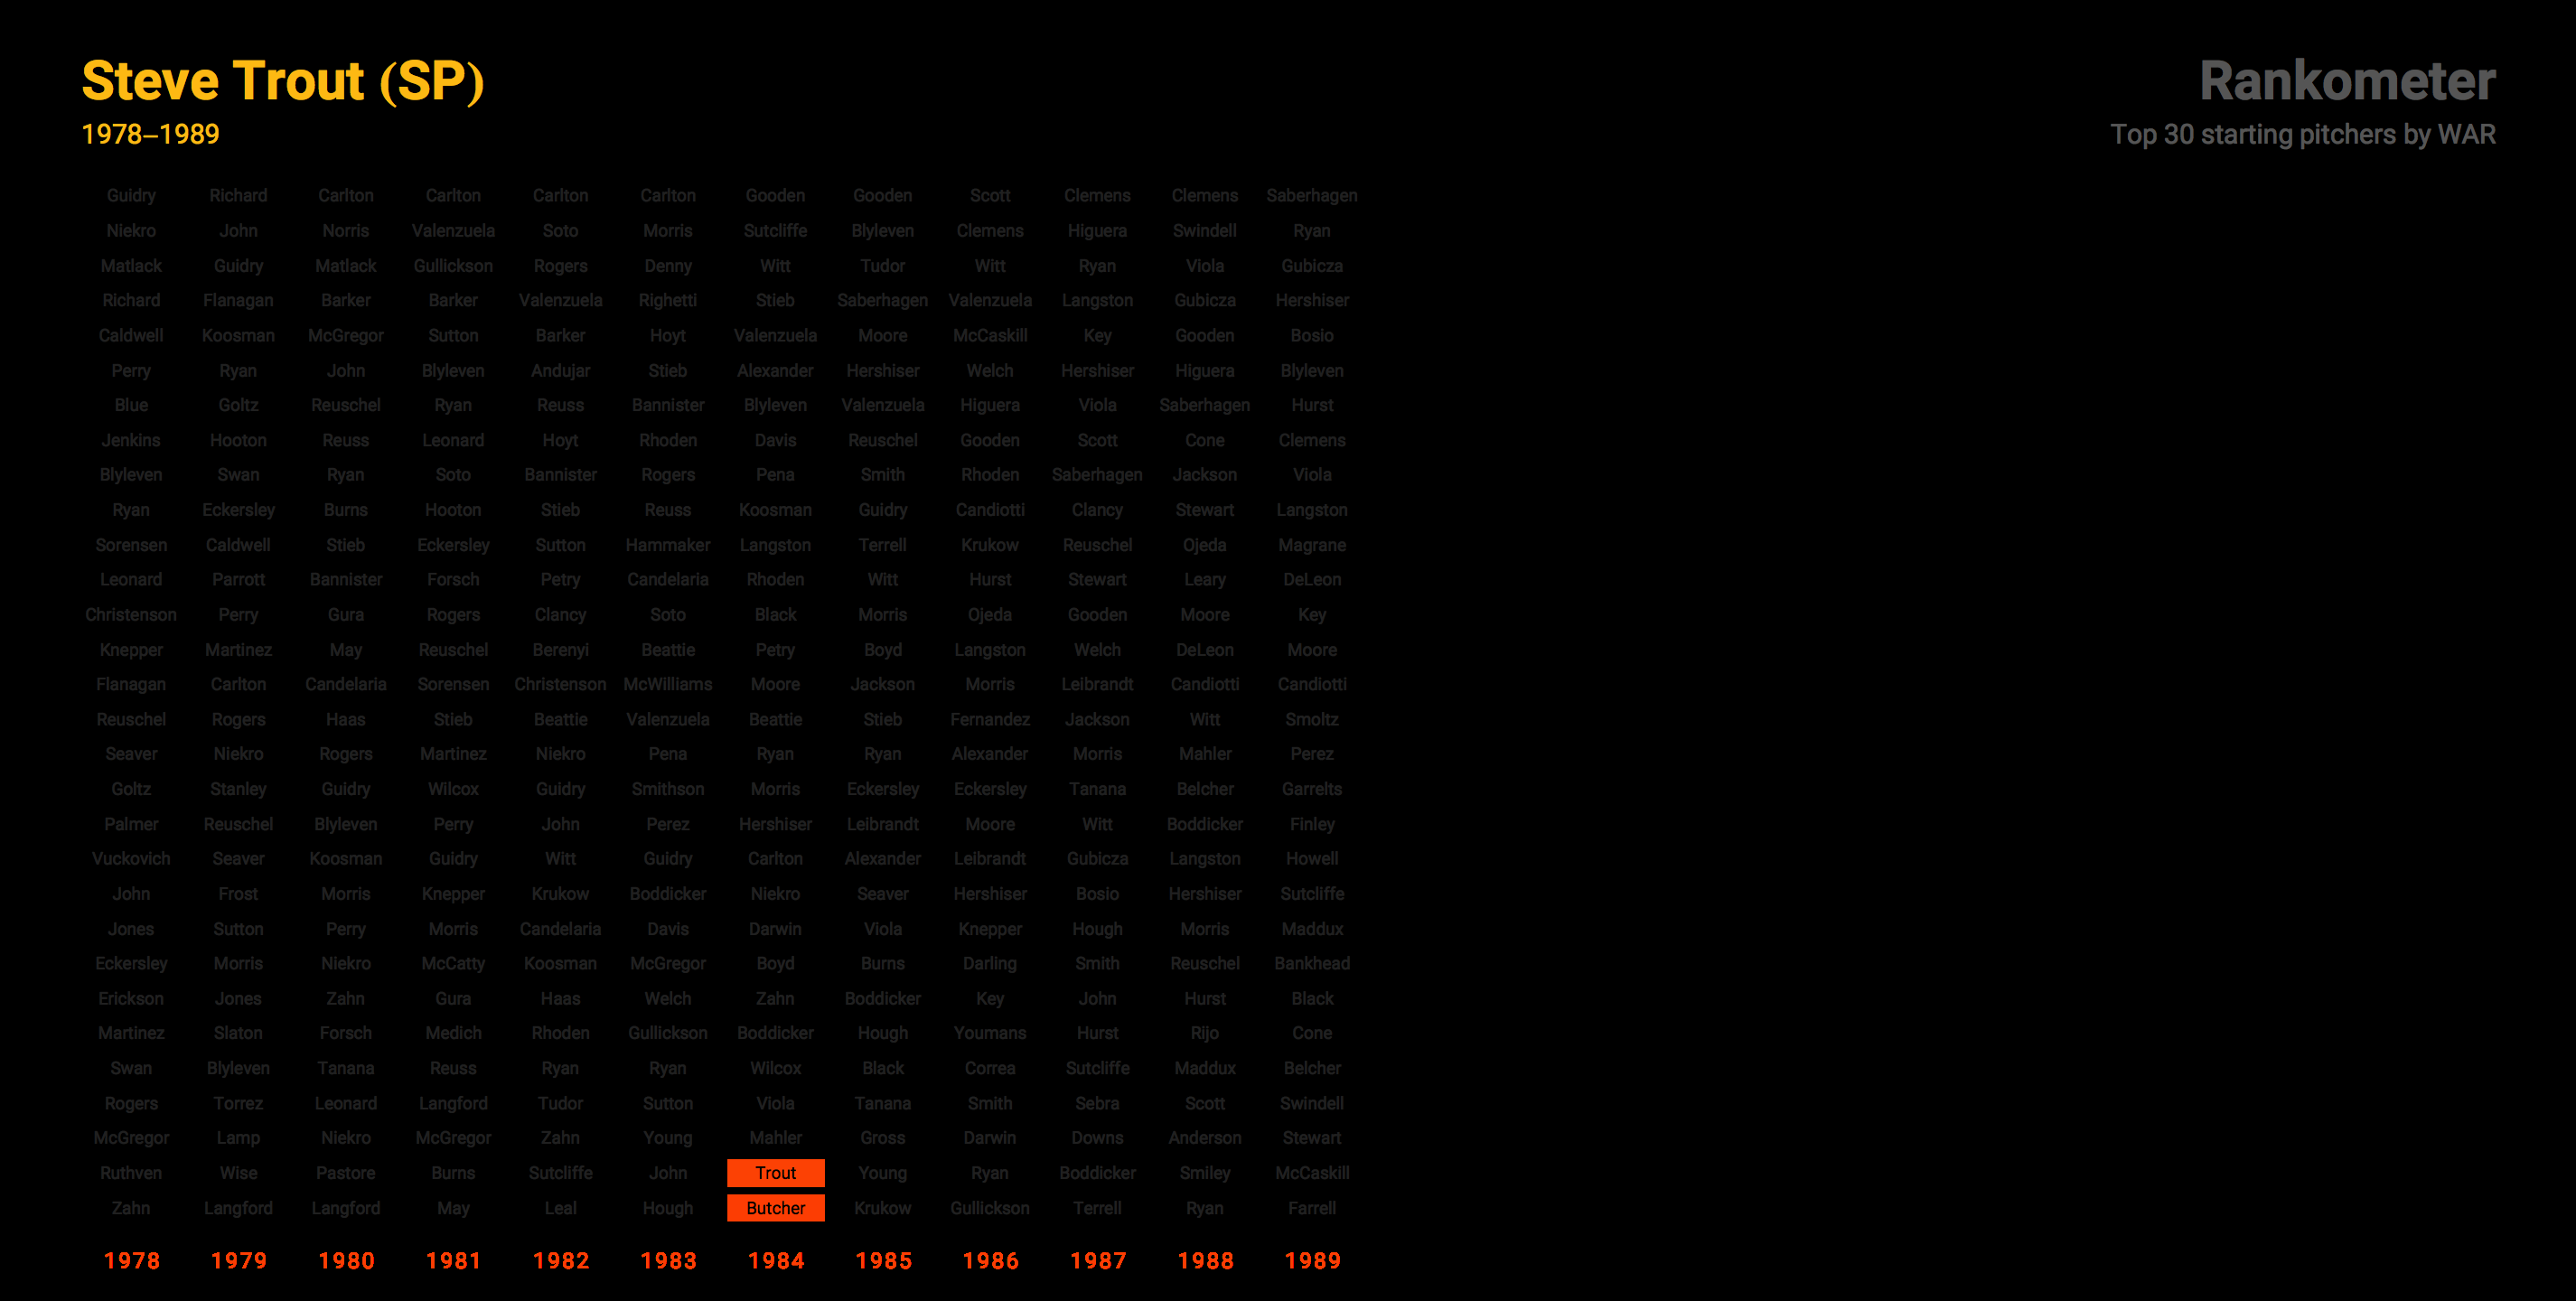 Steve Trout (SP)
1978–1989
Rankometer
Top 30 starting pitchers by WAR
Guidry Richard Carlton Carlton Carlton Carlton Gooden Gooden Scott Clemens Clemens Saberhagen
Niekro John Norris Valenzuela Soto Morris Sutcliffe Blyleven Clemens Higuera Swindell Ryan
Matlack Guidry Matlack Gullickson Rogers Denny Witt Tudor Witt Ryan Viola Gubicza
Richard Flanagan Barker Barker Valenzuela Righetti Stieb Saberhagen Valenzuela Langston Gubicza Hershiser
Caldwell Koosman McGregor Sutton Barker Hoyt Valenzuela Moore McCaskill Key Gooden Bosio
Perry Ryan John Blyleven Andujar Stieb Alexander Hershiser Welch Hershiser Higuera Blyleven
Blue Goltz Reuschel Ryan Reuss Bannister Blyleven Valenzuela Higuera Viola Saberhagen Hurst
Jenkins Hooton Reuss Leonard Hoyt Rhoden Davis Reuschel Gooden Scott Cone Clemens
Blyleven Swan Ryan Soto Bannister Rogers Pena Smith Rhoden Saberhagen Jackson Viola
Ryan Eckersley Burns Hooton Stieb Reuss Koosman Guidry Candiotti Clancy Stewart Langston
Sorensen Caldwell Stieb Eckersley Sutton Hammaker Langston Terrell Krukow Reuschel Ojeda Magrane
Leonard Parrott Bannister Forsch Petry Candelaria Rhoden Witt Hurst Stewart Leary DeLeon
Christenson Perry Gura Rogers Clancy Soto Black Morris Ojeda Gooden Moore Key
Knepper Martinez May Reuschel Berenyi Beattie Petry Boyd Langston Welch DeLeon Moore
Flanagan Carlton Candelaria Sorensen Christenson McWilliams Moore Jackson Morris Leibrandt Candiotti Candiotti
Reuschel Rogers Haas Stieb Beattie Valenzuela Beattie Stieb Fernandez Jackson Witt Smoltz
Seaver Niekro Rogers Martinez Niekro Pena Ryan Ryan Alexander Morris Mahler Perez
Goltz Stanley Guidry Wilcox Guidry Smithson Morris Eckersley Eckersley Tanana Belcher Garrelts
Palmer Reuschel Blyleven Perry John Perez Hershiser Leibrandt Moore Witt Boddicker Finley
Vuckovich Seaver Koosman Guidry Witt Guidry Carlton Alexander Leibrandt Gubicza Langston Howell
John Frost Morris Knepper Krukow Boddicker Niekro Seaver Hershiser Bosio Hershiser Sutcliffe
Jones Sutton Perry Morris Candelaria Davis Darwin Viola Knepper Hough Morris Maddux
Eckersley Morris Niekro McCatty Koosman McGregor Boyd Burns Darling Smith Reuschel Bankhead
Erickson Jones Zahn Gura Haas Welch Zahn Boddicker Key John Hurst Black
Martinez Slaton Forsch Medich Rhoden Gullickson Boddicker Hough Youmans Hurst Rijo Cone
Swan Blyleven Tanana Reuss Ryan Ryan Wilcox Black Correa Sutcliffe Maddux Belcher
Rogers Torrez Leonard Langford Tudor Sutton Viola Tanana Smith Sebra Scott Swindell
McGregor Lamp Niekro McGregor Zahn Young Mahler Gross Darwin Downs Anderson Stewart
Ruthven Wise Pastore Burns Sutcliffe John Trout Young Ryan Boddicker Smiley McCaskill
Zahn Langford Langford May Leal Hough Butcher Krukow Gullickson Terrell Ryan Farrell
1978 1979 1980 1981 1982 1983 1984 1985 1986 1987 1988 1989